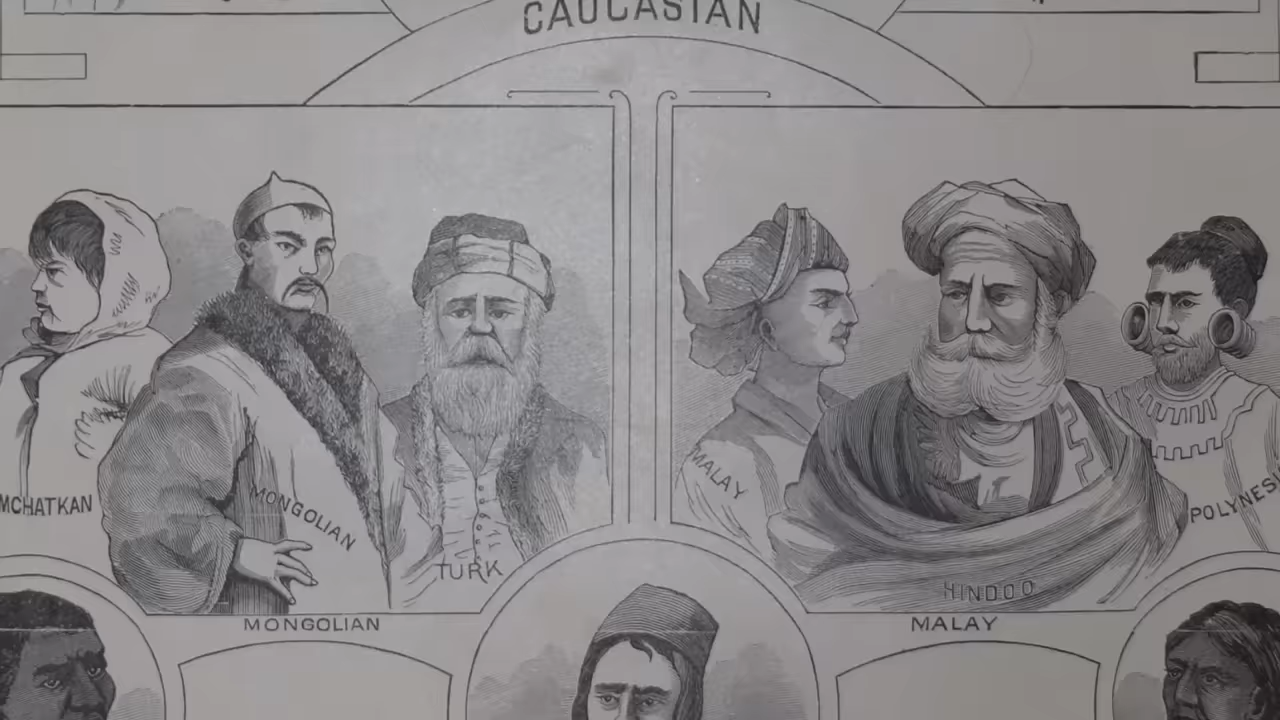 CAUCASIAN
MCHATKAN
MONGOLIAN
TURK
MALAY
HINDOO
POLYNESI
MONGOLIAN
MALAY